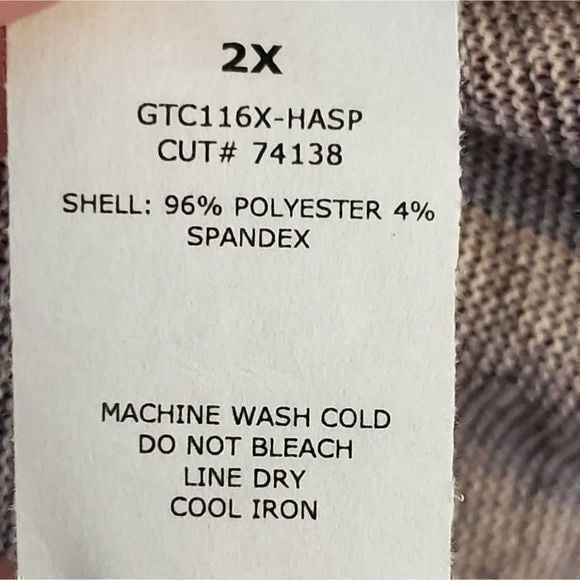 2X
GTC116X-HASP
CUT# 74138
SHELL: 96% POLYESTER 4%
SPANDEX
MACHINE WASH COLD
DO NOT BLEACH
LINE DRY
COOL IRON